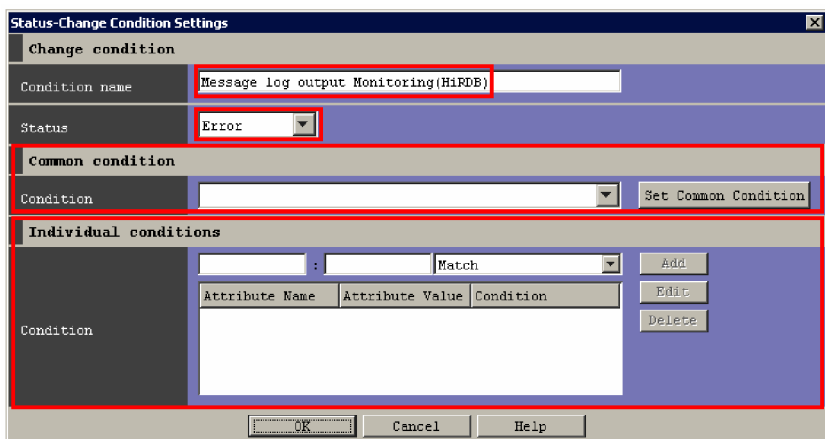 Status-Change Condition Settings
Change condition
Condition name Message log output Monitoring(HiRDB)
Status Error
Common condition
Condition Set Common Condition
Individual conditions
: Match Add
Attribute Name Attribute Value Condition Edit
Delete
Condition
OK Cancel Help